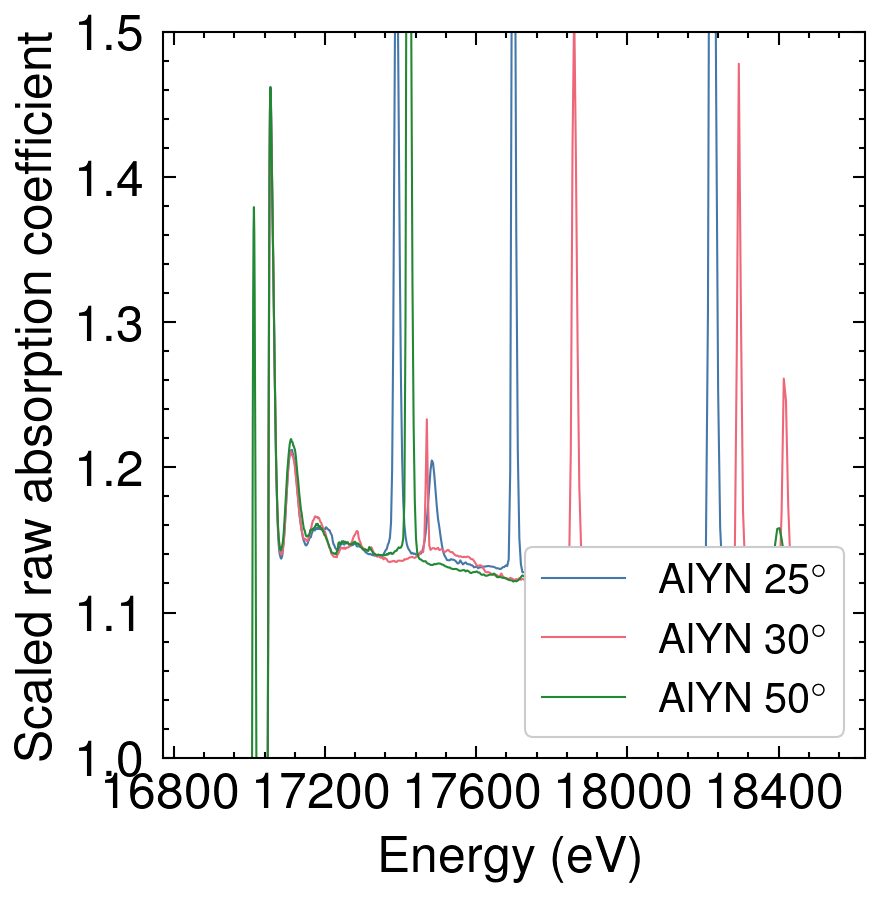 Scaled raw absorption coefficient
1.5
1.4
1.3
1.2
1.1
1.0
16800 17200 17600 18000 18400
Energy (eV)
AlYN 25°
AlYN 30°
AlYN 50°